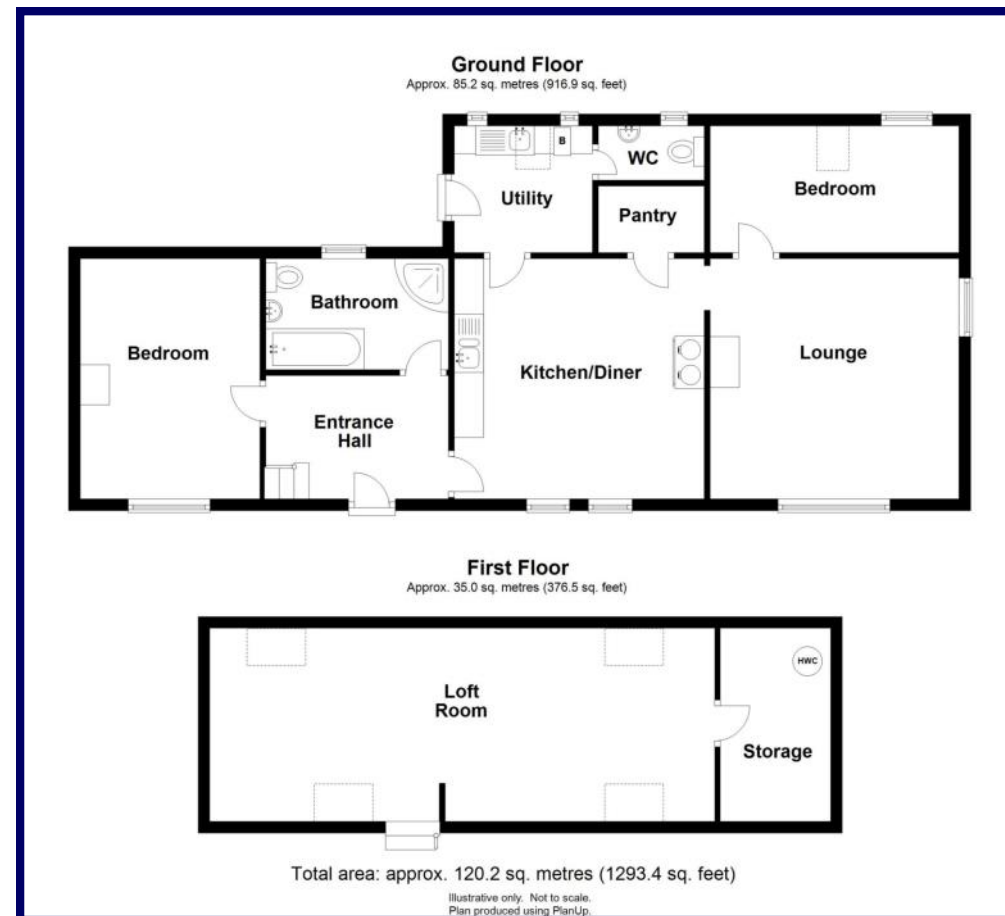 Ground Floor
Approx. 85.2 sq. metres (916.9 sq. feet)
B
WC
Utility
Bedroom
Pantry
Bathroom
Bedroom
Lounge
Kitchen/Diner
Entrance
Hall
First Floor
Approx. 35.0 sq. metres (376.5 sq. feet)
HWC
Loft
Room
Storage
Total area: approx. 120.2 sq. metres (1293.4 sq. feet)
Illustrative only. Not to scale.
Plan produced using PlanUp.